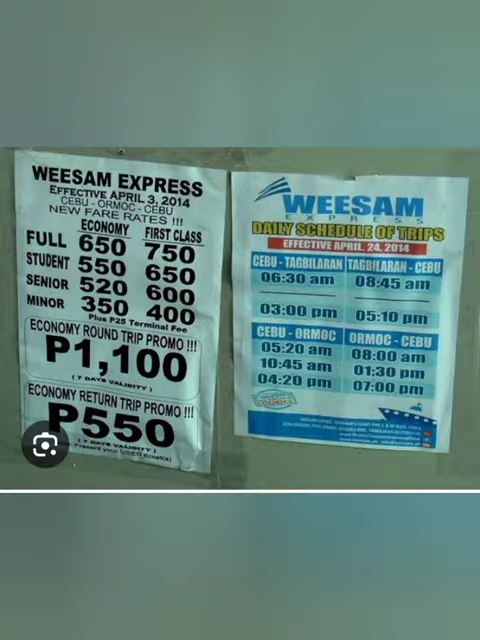 WEESAM EXPRESS
EFFECTIVE APRIL 3, 2014
CEBU - ORMOC - CEBU
NEW FARE RATES !!!
ECONOMY FIRST CLASS
FULL 650 750
STUDENT 550 650
SENIOR 520 600
MINOR 350 400
Plus P25 Terminal Fee
ECONOMY ROUND TRIP PROMO !!!
P1,100
( 7 DAYS VALIDITY )
ECONOMY RETURN TRIP PROMO !!!
P550
( 7 DAYS VALIDITY )
Present your USED ticket(s)
WEESAM
EXPRESS
DAILY SCHEDULE OF TRIPS
EFFECTIVE APRIL 24, 2014
CEBU - TAGBILARAN TAGBILARAN - CEBU
06:30 am 08:45 am
03:00 pm 05:10 pm
CEBU - ORMOC ORMOC - CEBU
05:20 am 08:00 am
10:45 am 01:30 pm
04:20 pm 07:00 pm